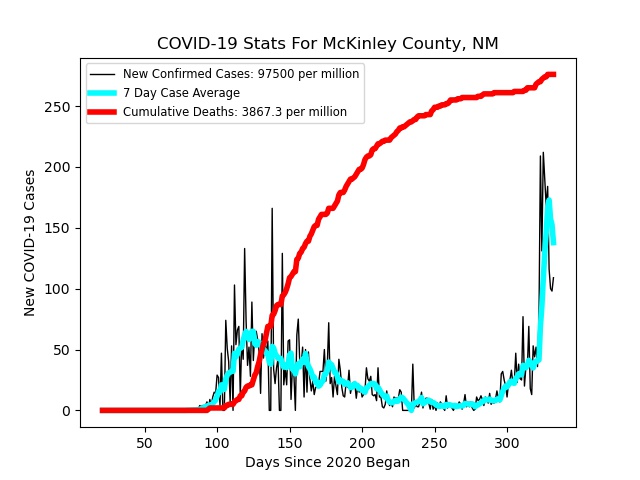 COVID-19 Stats For McKinley County, NM
New Confirmed Cases: 97500 per million
7 Day Case Average
Cumulative Deaths: 3867.3 per million
New COVID-19 Cases
250
200
150
100
50
0
50 100 150 200 250 300
Days Since 2020 Began